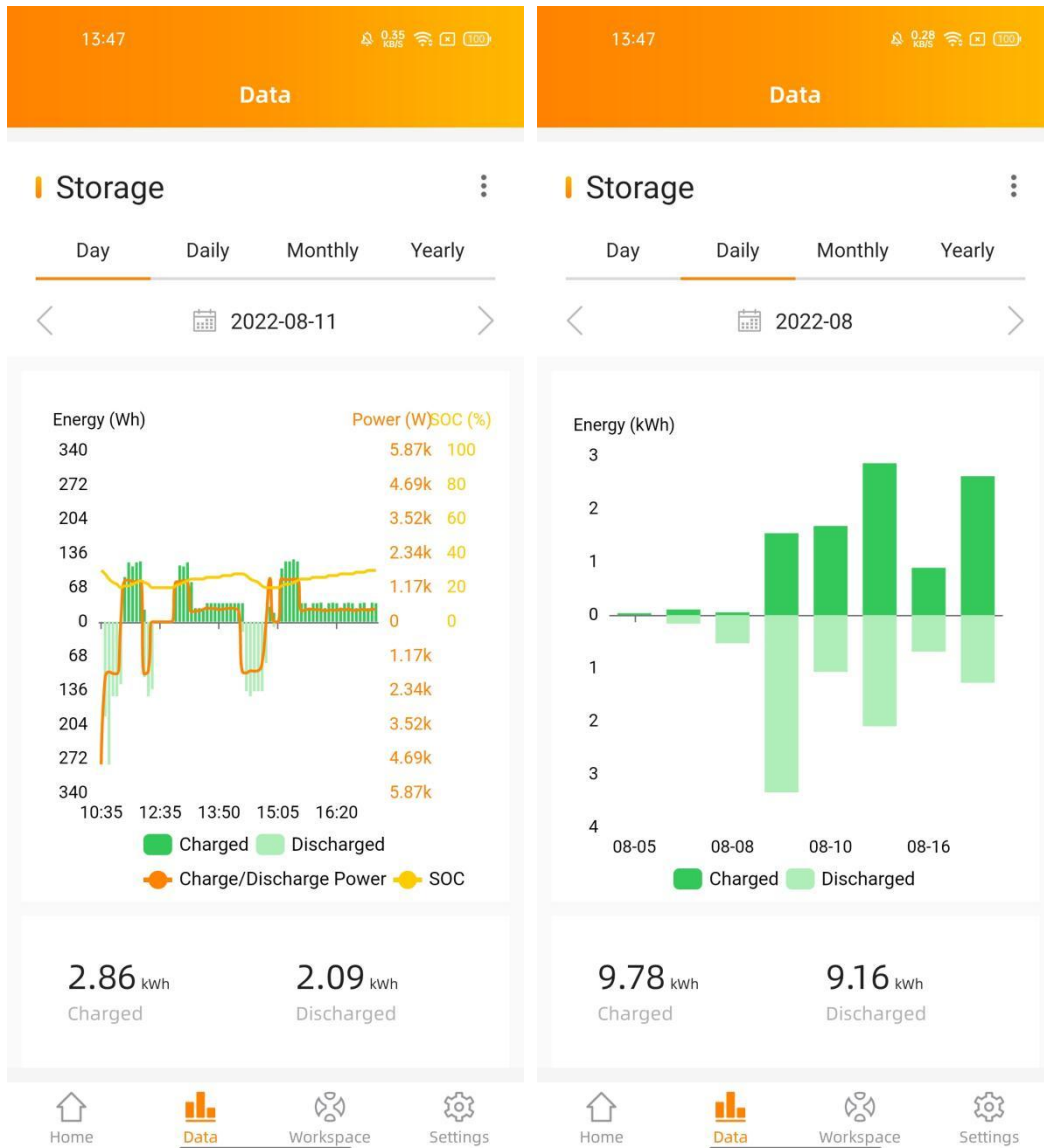 13:47
0.35
KB/S
100
Data
Storage
Day Daily Monthly Yearly
2022-08-11
Energy (Wh) Power (W) SOC (%)
340 5.87k 100
272 4.69k 80
204 3.52k 60
136 2.34k 40
68 1.17k 20
0 0 0
68 1.17k
136 2.34k
204 3.52k
272 4.69k
340 5.87k
10:35 12:35 13:50 15:05 16:20
Charged Discharged
Charge/Discharge Power SOC
2.86 kWh 2.09 kWh
Charged Discharged
Home Data Workspace Settings
13:47
0.28
KB/S
100
Data
Storage
Day Daily Monthly Yearly
2022-08
Energy (kWh)
3
2
1
0
1
2
3
4
08-05 08-08 08-10 08-16
Charged Discharged
9.78 kWh 9.16 kWh
Charged Discharged
Home Data Workspace Settings